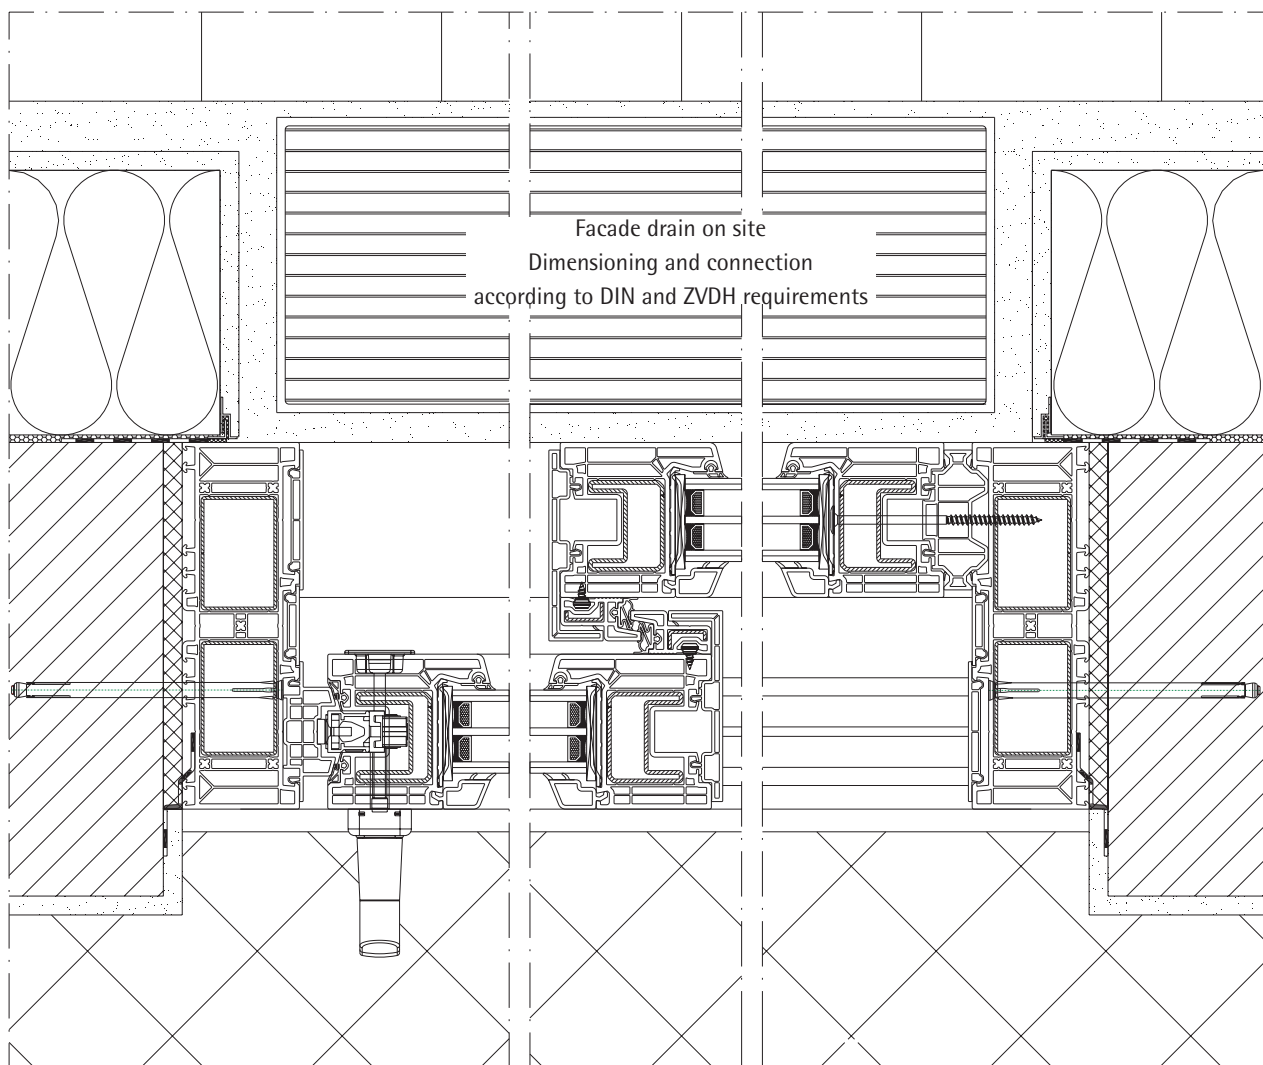 Facade drain on site
Dimensioning and connection
according to DIN and ZVDH requirements